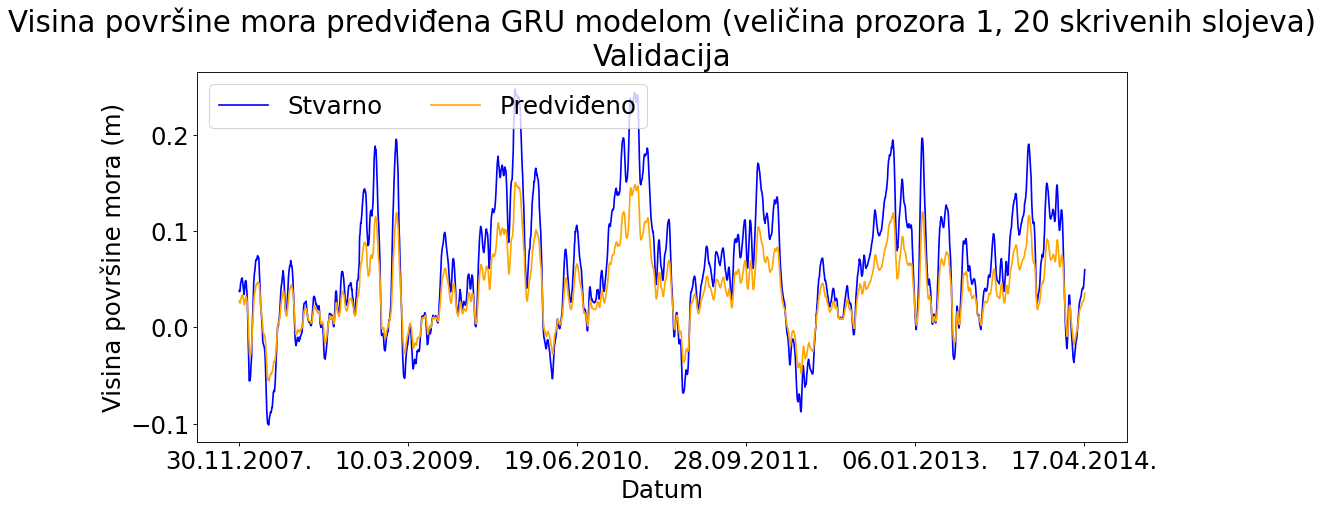 Visina površine mora predviđena GRU modelom (veličina prozora 1, 20 skrivenih slojeva)
Validacija
Stvarno Predviđeno
Visina površine mora (m)
0.2
0.1
0.0
−0.1
30.11.2007. 10.03.2009. 19.06.2010. 28.09.2011. 06.01.2013. 17.04.2014.
Datum